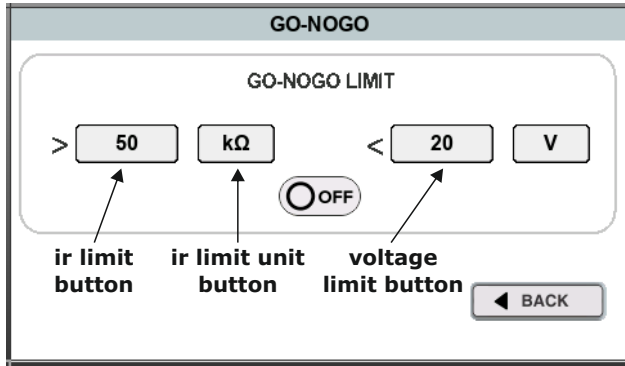 GO-NOGO
GO-NOGO LIMIT
> 50 kΩ < 20 V
OFF
ir limit button
ir limit unit button
voltage limit button
◀ BACK